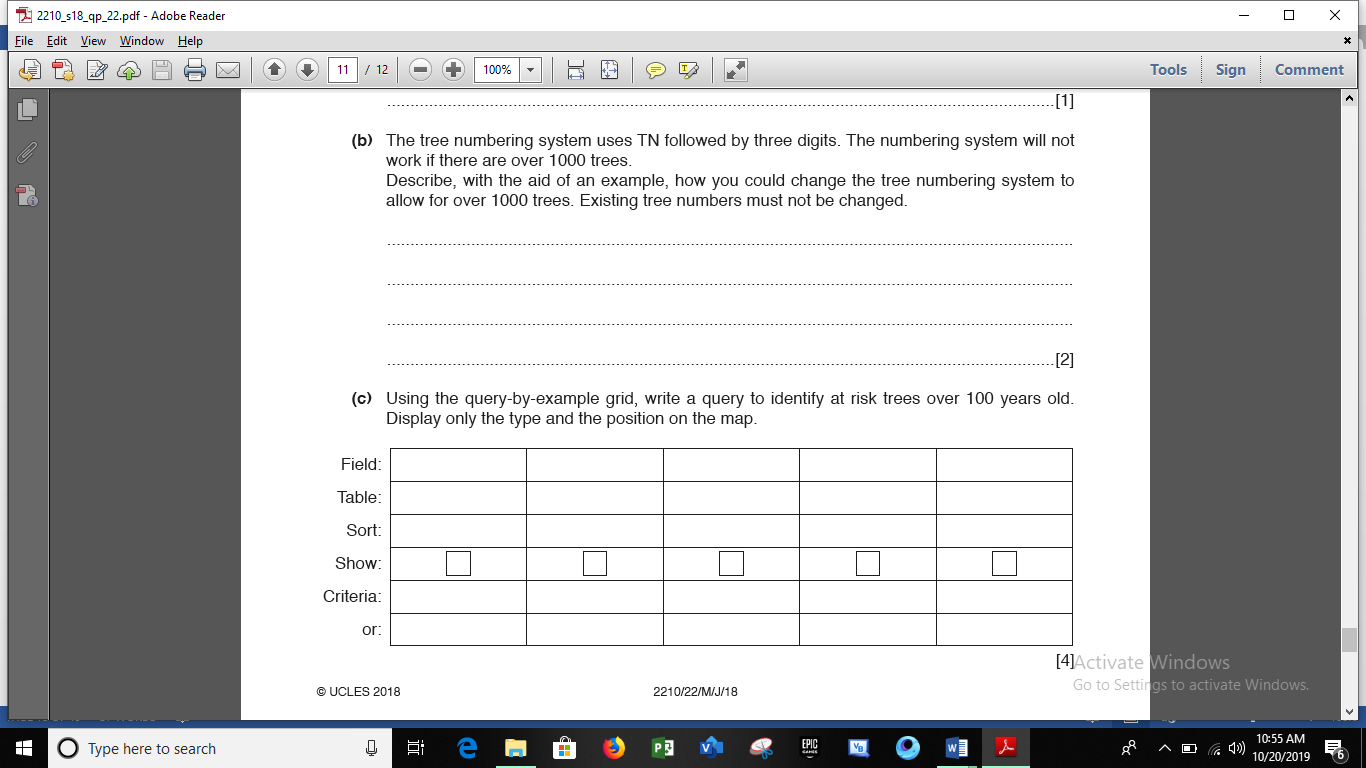 2210_s18_qp_22.pdf - Adobe Reader
File Edit View Window Help
11 / 12 100% Tools Sign Comment
[1]
(b) The tree numbering system uses TN followed by three digits. The numbering system will not
work if there are over 1000 trees.
Describe, with the aid of an example, how you could change the tree numbering system to
allow for over 1000 trees. Existing tree numbers must not be changed.
[2]
(c) Using the query-by-example grid, write a query to identify at risk trees over 100 years old.
Display only the type and the position on the map.
Field:
Table:
Sort:
Show:
Criteria:
or:
[4]
Activate Windows
Go to Settings to activate Windows.
© UCLES 2018 2210/22/M/J/18
Type here to search
EPIC GAMES
10:55 AM
10/20/2019
6